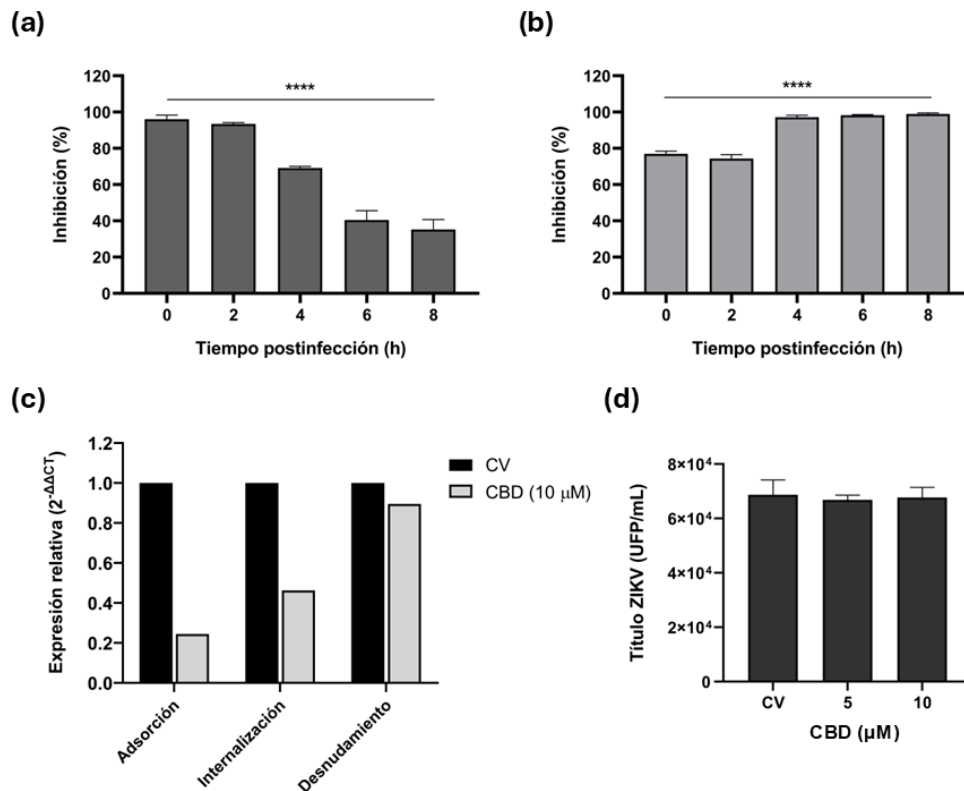 (a)
120
100
80
60
40
20
0
Inhibición (%)
****
0 2 4 6 8
Tiempo postinfección (h)
(b)
120
100
80
60
40
20
0
Inhibición (%)
****
0 2 4 6 8
Tiempo postinfección (h)
(c)
1.2
1.0
0.8
0.6
0.4
0.2
0.0
Expresión relativa (2^-ΔΔCT)
CV
CBD (10 μM)
Adsorción
Internalización
Desnudamiento
(d)
8×10⁴
6×10⁴
4×10⁴
2×10⁴
0
Título ZIKV (UFP/mL)
CV 5 10
CBD (μM)